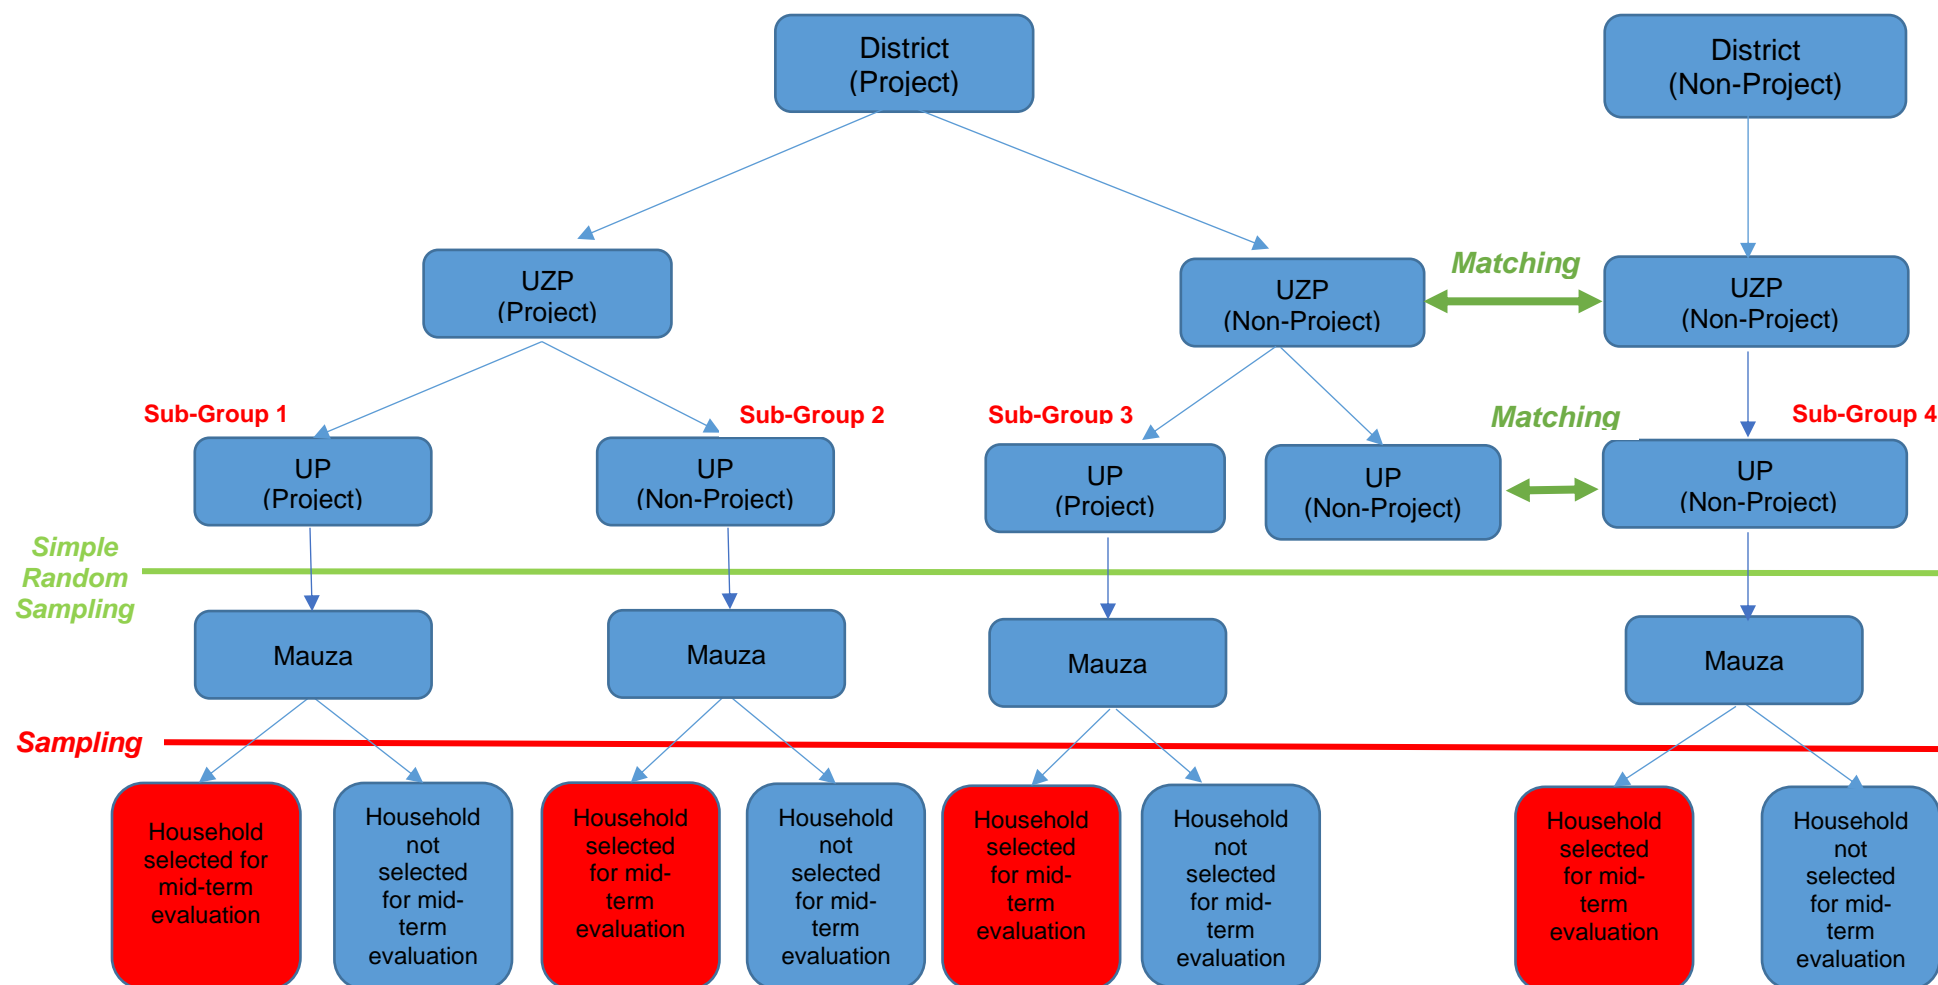 District
(Project)
District
(Non-Project)
UZP
(Project)
UZP
(Non-Project)
Matching
UZP
(Non-Project)
Sub-Group 1
Sub-Group 2
Sub-Group 3
Matching
Sub-Group 4
UP
(Project)
UP
(Non-Project)
UP
(Project)
UP
(Non-Project)
UP
(Non-Project)
Simple
Random
Sampling
Mauza
Mauza
Mauza
Mauza
Sampling
Household
selected for
mid-term
evaluation
Household
not
selected
for mid-
term
evaluation
Household
selected
for mid-
term
evaluation
Household
not
selected
for mid-
term
evaluation
Household
selected
for mid-
term
evaluation
Household
not
selected
for mid-
term
evaluation
Household
selected
for mid-
term
evaluation
Household
not
selected
for mid-
term
evaluation